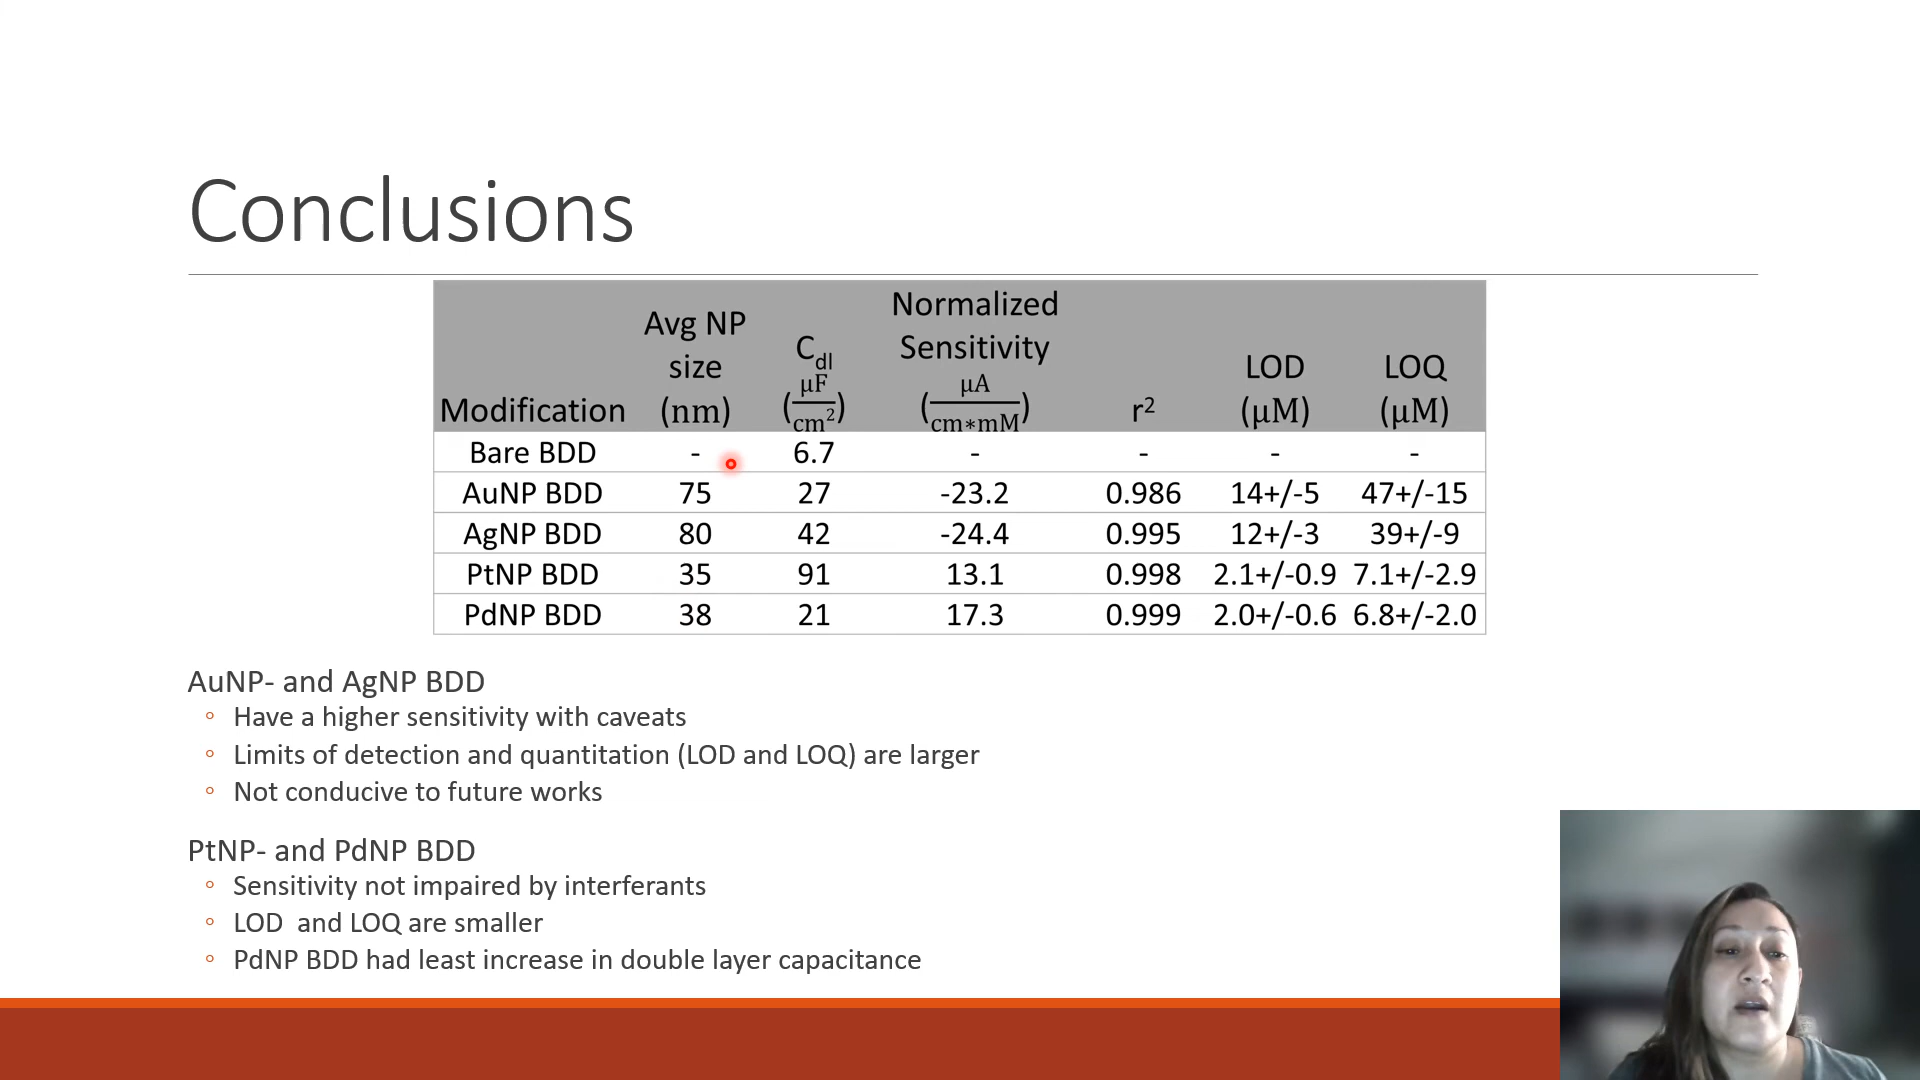 Conclusions
Modification Avg NP size (nm) Cdl (μF/cm²) Normalized Sensitivity (μA/cm∗mM) r² LOD (μM) LOQ (μM)
Bare BDD - 6.7 - - - -
AuNP BDD 75 27 -23.2 0.986 14+/-5 47+/-15
AgNP BDD 80 42 -24.4 0.995 12+/-3 39+/-9
PtNP BDD 35 91 13.1 0.998 2.1+/-0.9 7.1+/-2.9
PdNP BDD 38 21 17.3 0.999 2.0+/-0.6 6.8+/-2.0
AuNP- and AgNP BDD
◦ Have a higher sensitivity with caveats
◦ Limits of detection and quantitation (LOD and LOQ) are larger
◦ Not conducive to future works
PtNP- and PdNP BDD
◦ Sensitivity not impaired by interferants
◦ LOD  and LOQ are smaller
◦ PdNP BDD had least increase in double layer capacitance